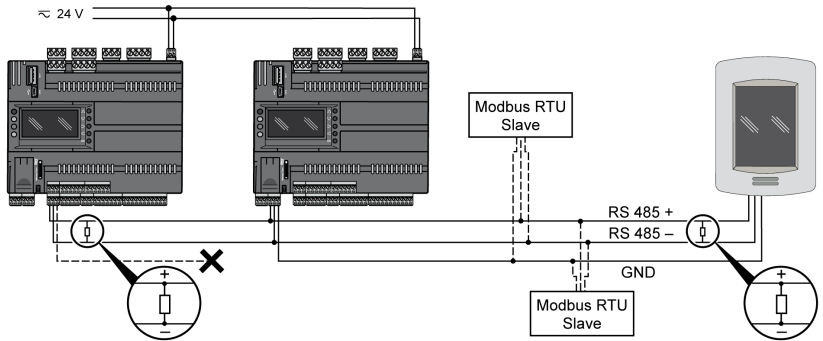 ⏦ 24 V
Modbus RTU
Slave
RS 485 +
RS 485 –
GND
Modbus RTU
Slave
+
–
+
–